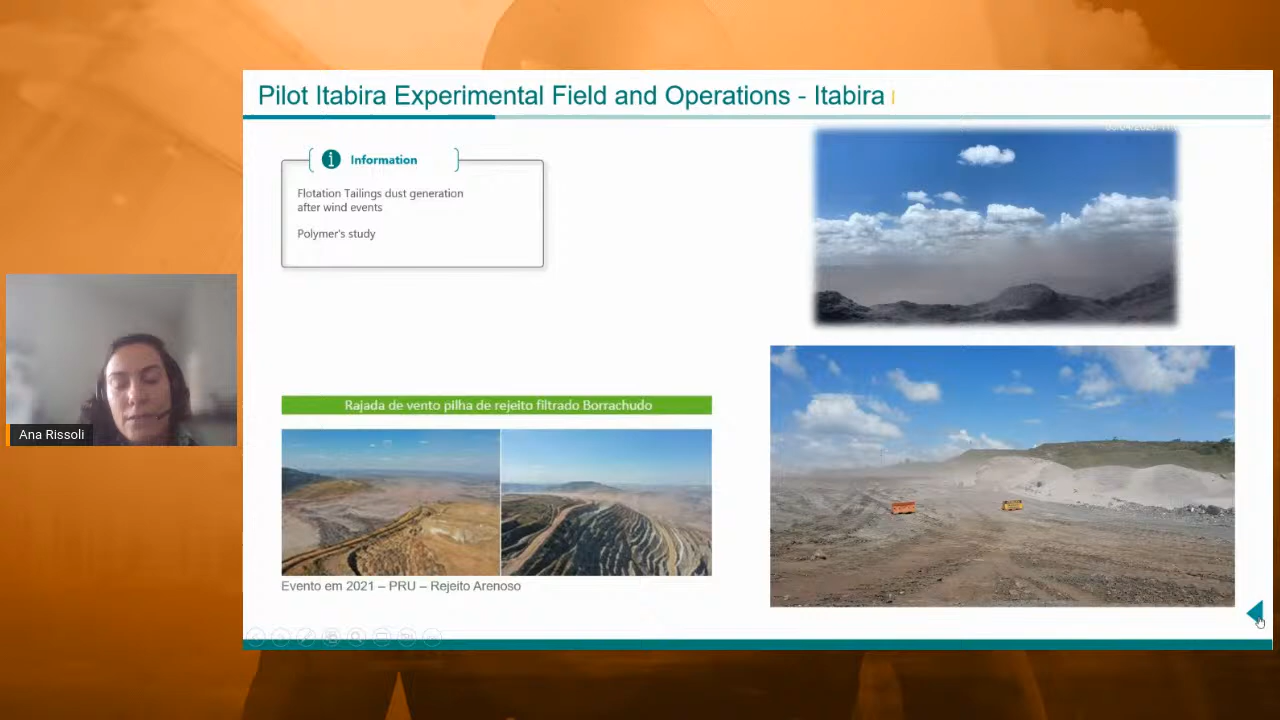 Pilot Itabira Experimental Field and Operations - Itabira
Information
Flotation Tailings dust generation
after wind events
Polymer's study
Rajada de vento pilha de rejeito filtrado Borrachudo
Evento em 2021 – PRU – Rejeito Arenoso
Ana Rissoli